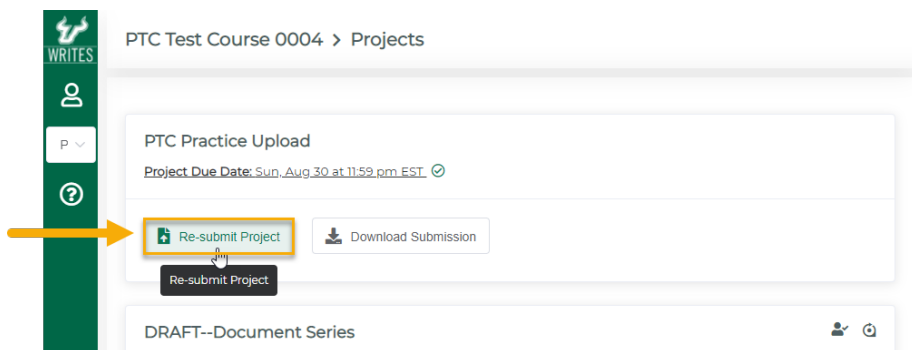 WRITES
PTC Test Course 0004 > Projects
P
PTC Practice Upload
Project Due Date: Sun, Aug 30 at 11:59 pm EST
Re-submit Project
Download Submission
Re-submit Project
DRAFT--Document Series